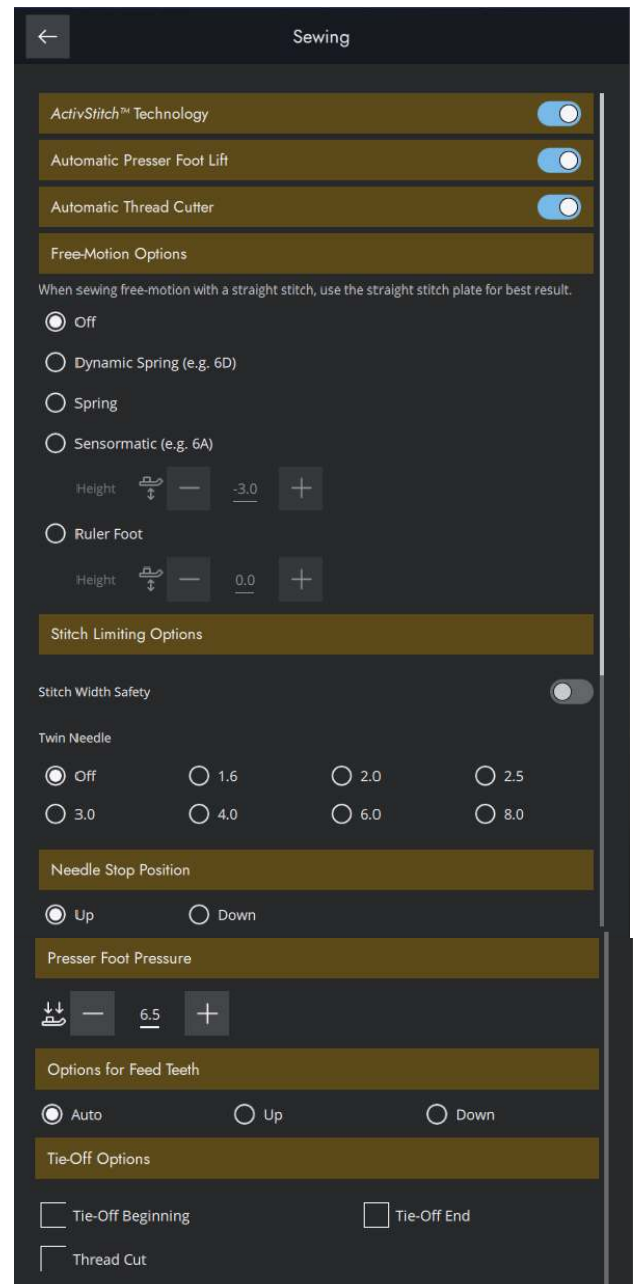 Sewing
ActivStitch™ Technology
Automatic Presser Foot Lift
Automatic Thread Cutter
Free-Motion Options
When sewing free-motion with a straight stitch, use the straight stitch plate for best result.
Off
Dynamic Spring (e.g. 6D)
Spring
Sensormatic (e.g. 6A)
Height -3.0
Ruler Foot
Height 0.0
Stitch Limiting Options
Stitch Width Safety
Twin Needle
Off 1.6 2.0 2.5
3.0 4.0 6.0 8.0
Needle Stop Position
Up Down
Presser Foot Pressure
6.5
Options for Feed Teeth
Auto Up Down
Tie-Off Options
Tie-Off Beginning Tie-Off End
Thread Cut